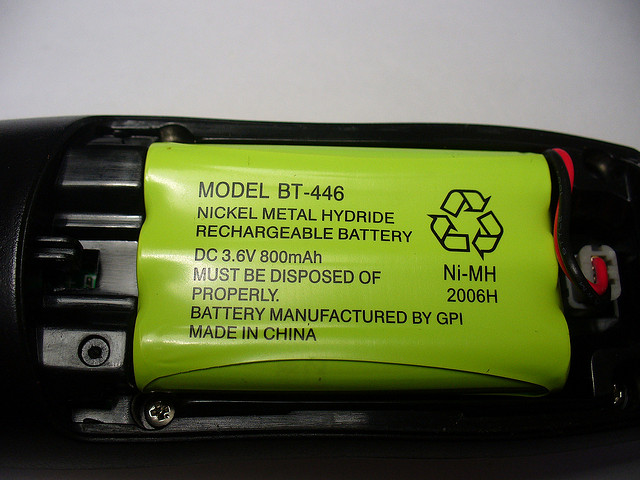 MODEL BT-446
NICKEL METAL HYDRIDE
RECHARGEABLE BATTERY
DC 3.6V 800mAh
MUST BE DISPOSED OF
PROPERLY.
BATTERY MANUFACTURED BY GPI
MADE IN CHINA
Ni-MH
2006H